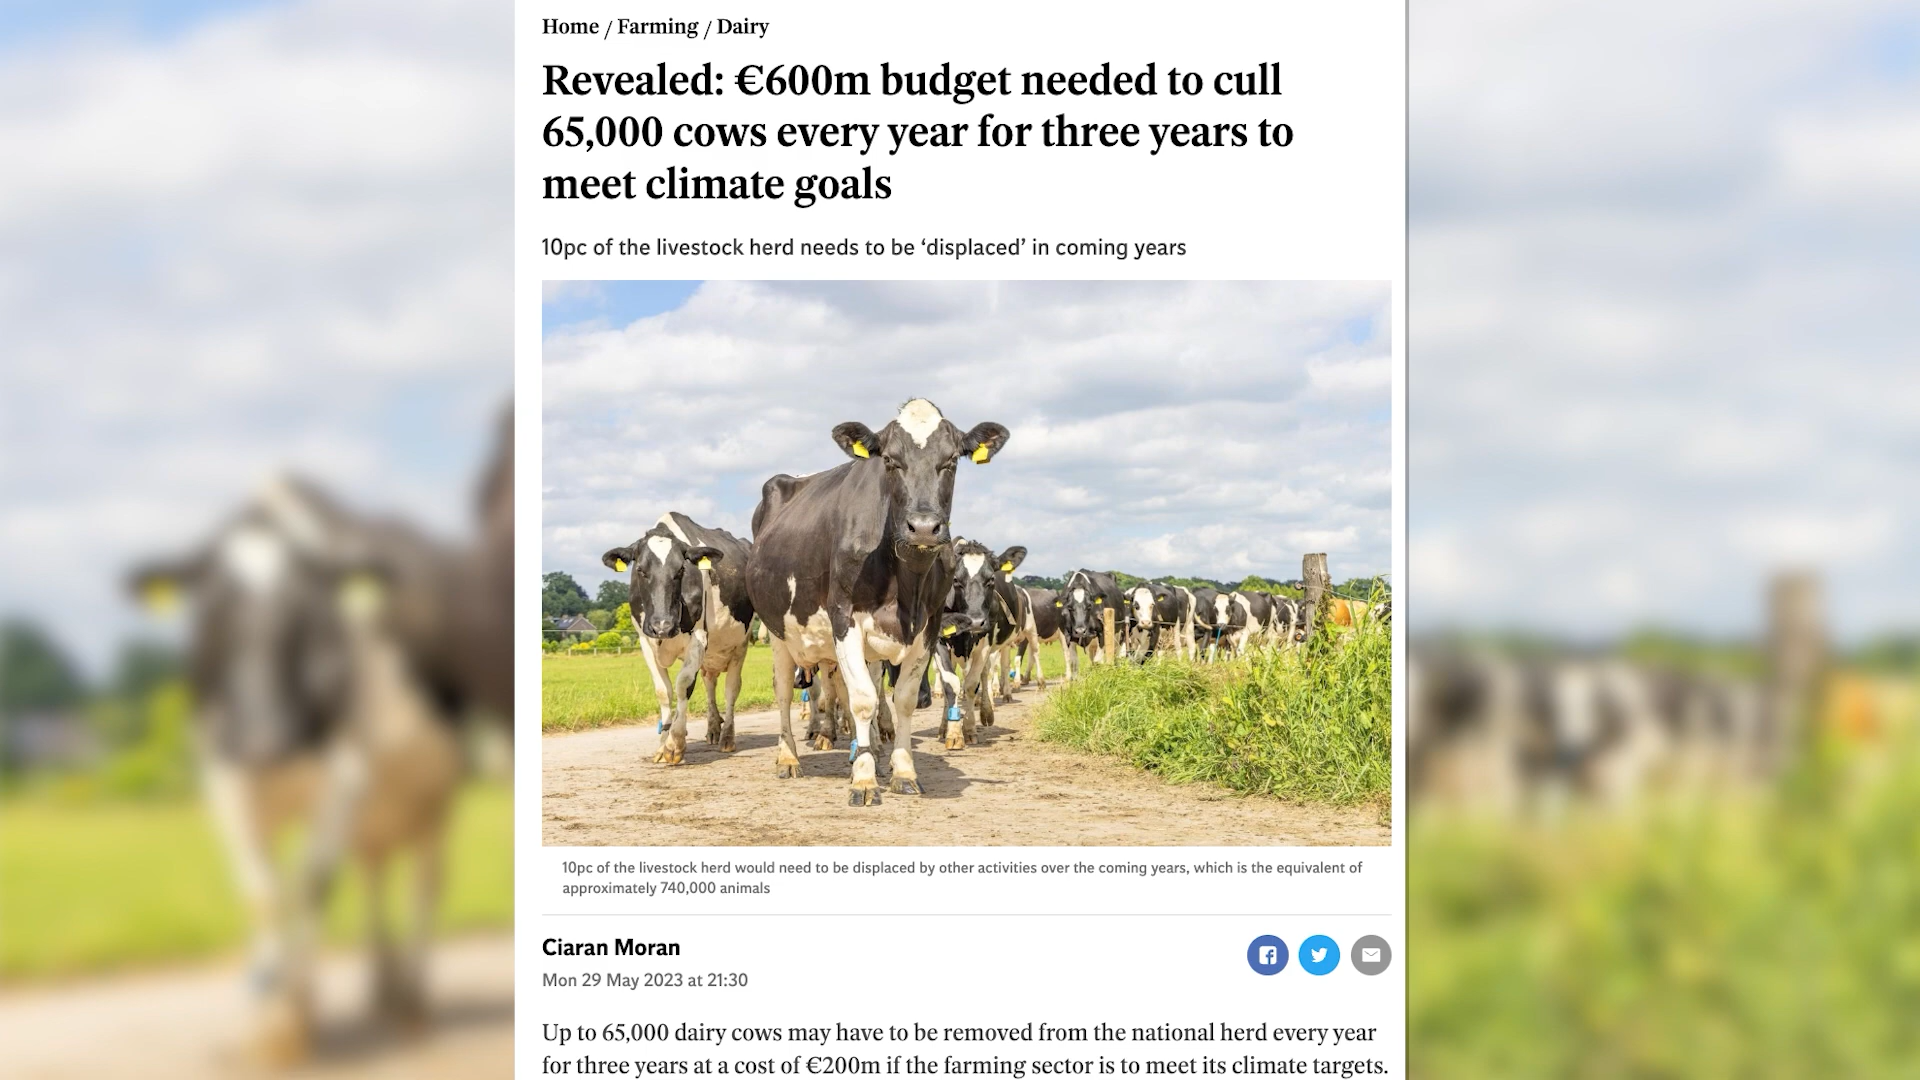 Home / Farming / Dairy
Revealed: €600m budget needed to cull
65,000 cows every year for three years to
meet climate goals
10pc of the livestock herd needs to be ‘displaced’ in coming years
10pc of the livestock herd would need to be displaced by other activities over the coming years, which is the equivalent of
approximately 740,000 animals
Ciaran Moran
Mon 29 May 2023 at 21:30
Up to 65,000 dairy cows may have to be removed from the national herd every year
for three years at a cost of €200m if the farming sector is to meet its climate targets.